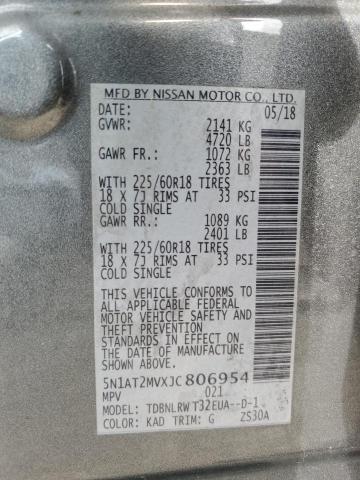 MFD BY NISSAN MOTOR CO., LTD.
DATE: 05/18
GVWR: 2141 KG
4720 LB
GAWR FR.: 1072 KG
2363 LB
WITH 225/60R18 TIRES
18 X 7J RIMS AT 33 PSI
COLD SINGLE
GAWR RR.: 1089 KG
2401 LB
WITH 225/60R18 TIRES
18 X 7J RIMS AT 33 PSI
COLD SINGLE
THIS VEHICLE CONFORMS TO
ALL APPLICABLE FEDERAL
MOTOR VEHICLE SAFETY
AND THEFT PREVENTION
STANDARDS IN EFFECT
ON THE DATE OF
MANUFACTURE SHOWN ABOVE.
5N1AT2MVXJC806954
MPV 021
MODEL: TDBNLRWT32EUA--D-1
COLOR: KAD TRIM: G ZS30A